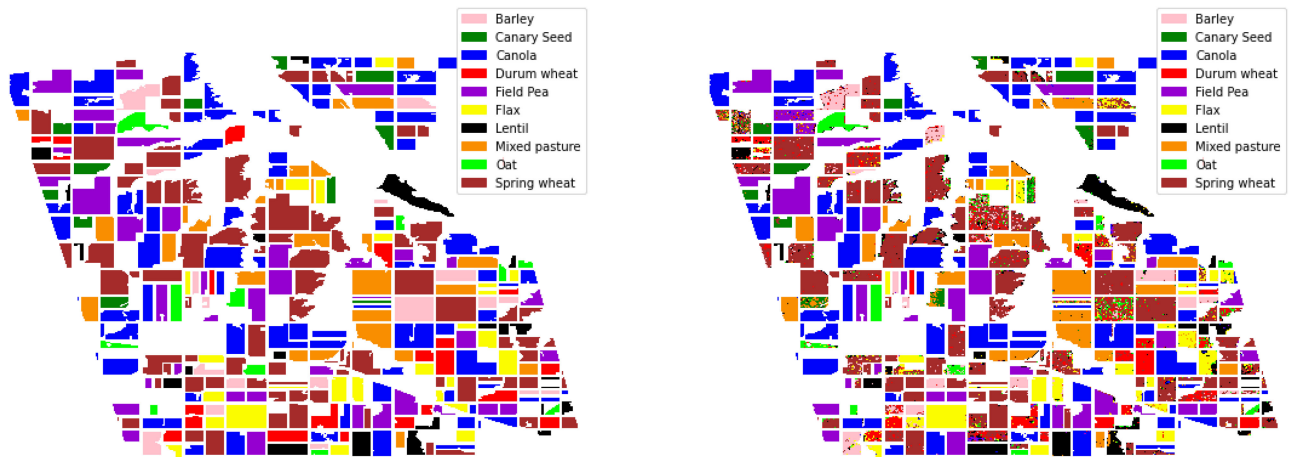 Barley
Canary Seed
Canola
Durum wheat
Field Pea
Flax
Lentil
Mixed pasture
Oat
Spring wheat
Barley
Canary Seed
Canola
Durum wheat
Field Pea
Flax
Lentil
Mixed pasture
Oat
Spring wheat